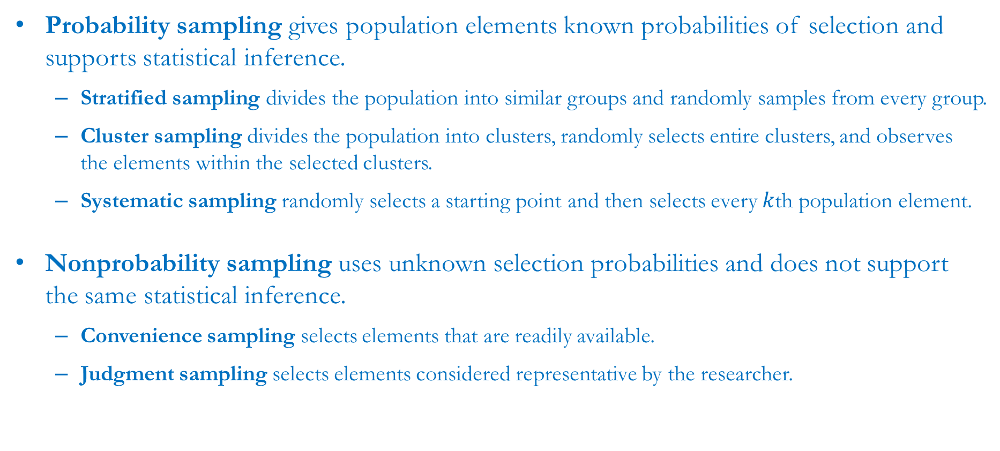 • Probability sampling gives population elements known probabilities of selection and
supports statistical inference.
– Stratified sampling divides the population into similar groups and randomly samples from every group.
– Cluster sampling divides the population into clusters, randomly selects entire clusters, and observes
the elements within the selected clusters.
– Systematic sampling randomly selects a starting point and then selects every kth population element.
• Nonprobability sampling uses unknown selection probabilities and does not support
the same statistical inference.
– Convenience sampling selects elements that are readily available.
– Judgment sampling selects elements considered representative by the researcher.